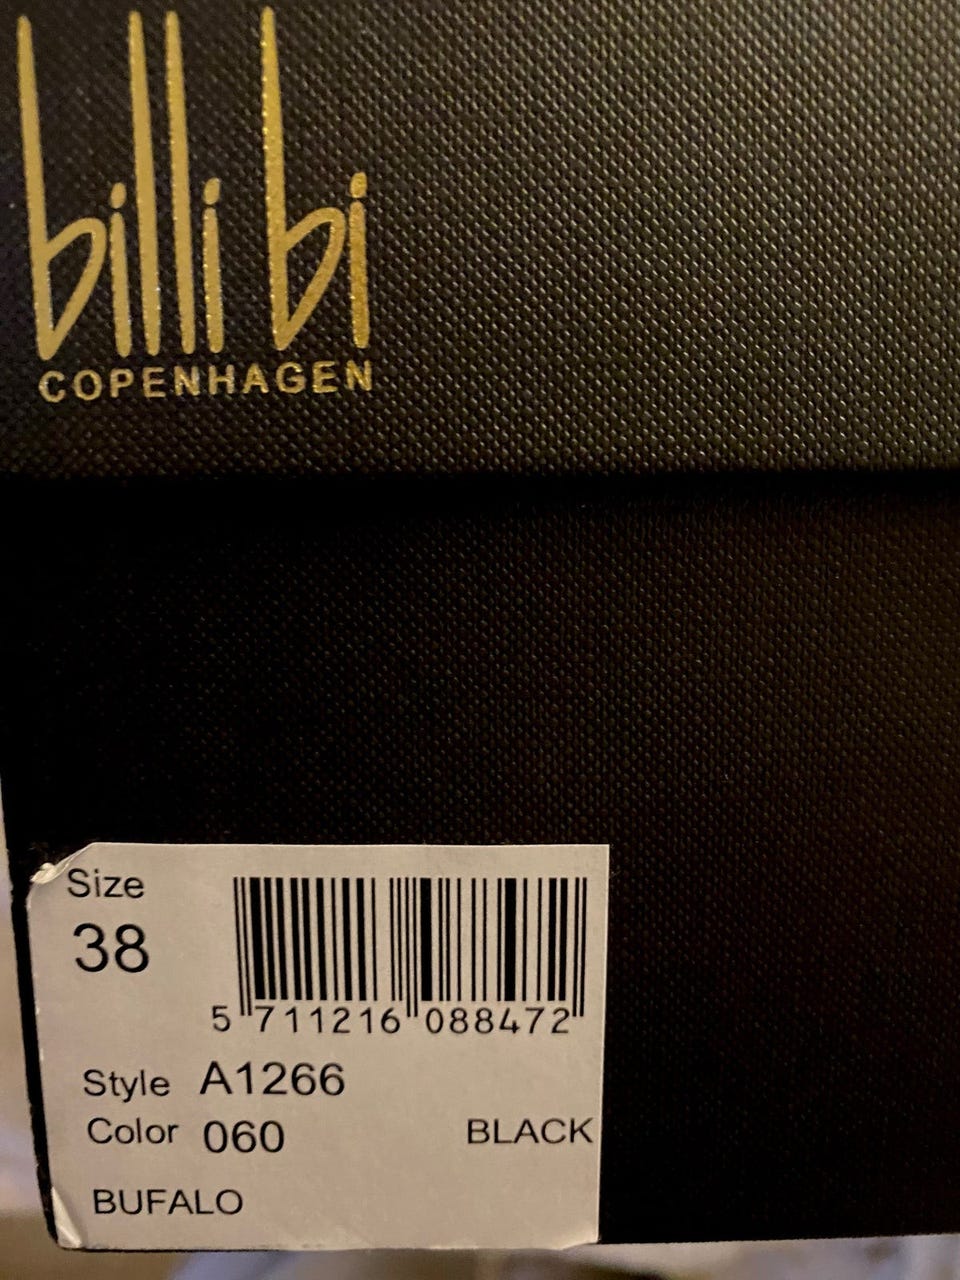 billi bi
COPENHAGEN
Size
38
5 711216 088472
Style A1266
Color 060 BLACK
BUFALO